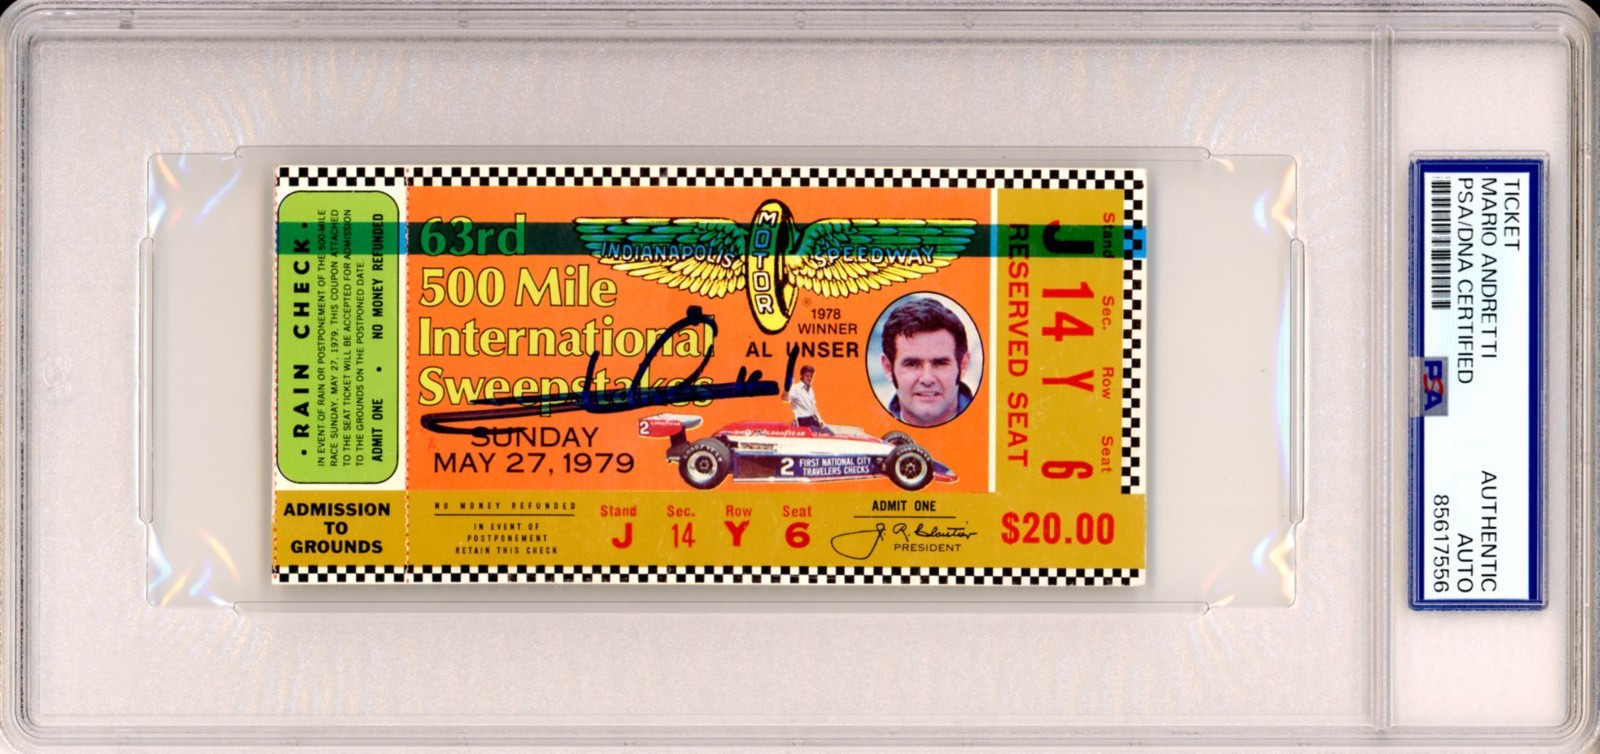 • RAIN CHECK •
IN EVENT OF RAIN OR POSTPONEMENT OF THE 500-MILE
RACE SUNDAY, MAY 27, 1979, THIS COUPON ATTACHED
TO THE SEAT TICKET WILL BE ACCEPTED FOR ADMISSION
TO THE GROUNDS ON THE POSTPONED DATE.
ADMIT ONE • NO MONEY REFUNDED
ADMISSION
TO
GROUNDS
63rd
500 Mile
International
Sweepstakes
SUNDAY
MAY 27, 1979
INDIANAPOLIS
MOTOR
SPEEDWAY
®
1978
WINNER
AL UNSER
2
GOODYEAR
2 FIRST NATIONAL CITY
TRAVELERS CHECKS
NO MONEY REFUNDED
IN EVENT OF
POSTPONEMENT
RETAIN THIS CHECK
Stand Sec. Row Seat
J 14 Y 6
ADMIT ONE
PRESIDENT
$20.00
RESERVED SEAT
J 14 Y 6
Stand Sec. Row Seat
TICKET
MARIO ANDRETTI
PSA/DNA CERTIFIED
AUTHENTIC
AUTO
85617556
PSA